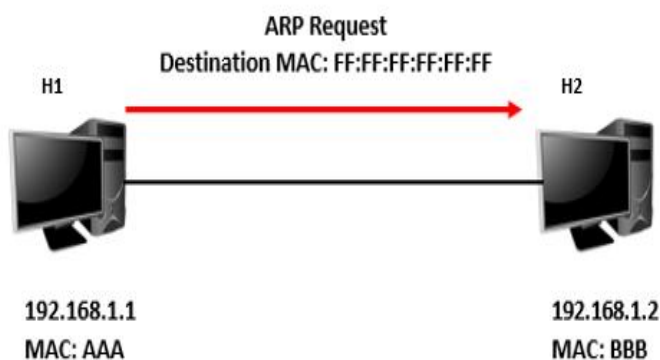 ARP Request
Destination MAC: FF:FF:FF:FF:FF:FF
H1
H2
192.168.1.1
MAC: AAA
192.168.1.2
MAC: BBB